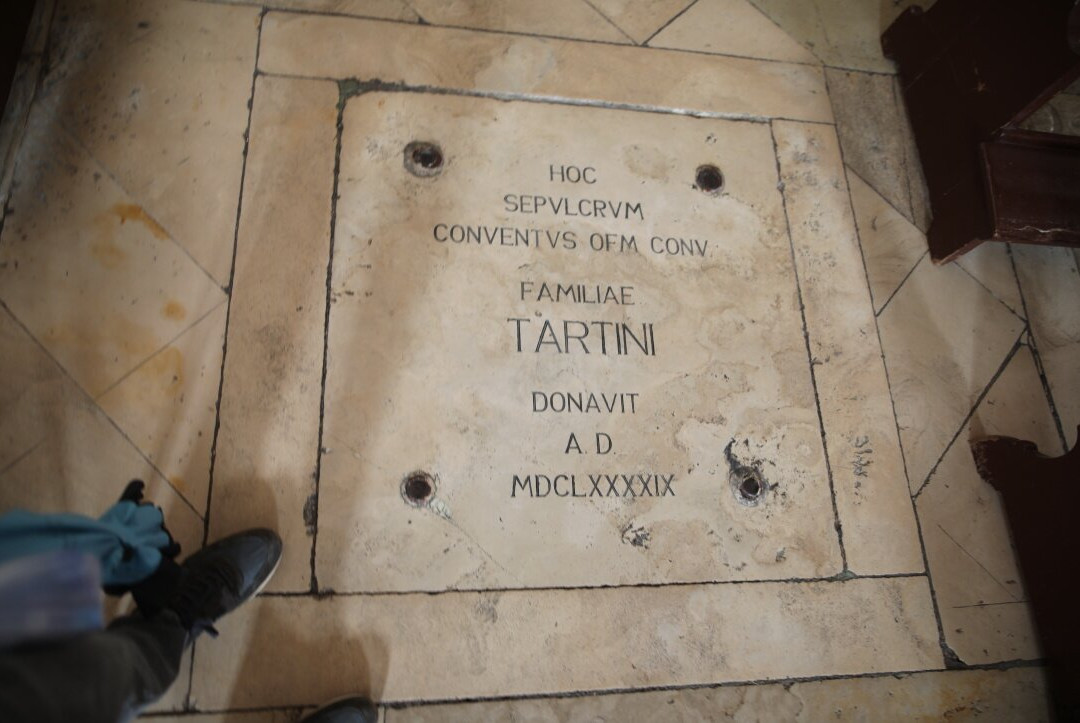 HOC
SEPVLCRVM
CONVENTVS OFM CONV
FAMILIAE
TARTINI
DONAVIT
A.D.
MDCLXXXXIX